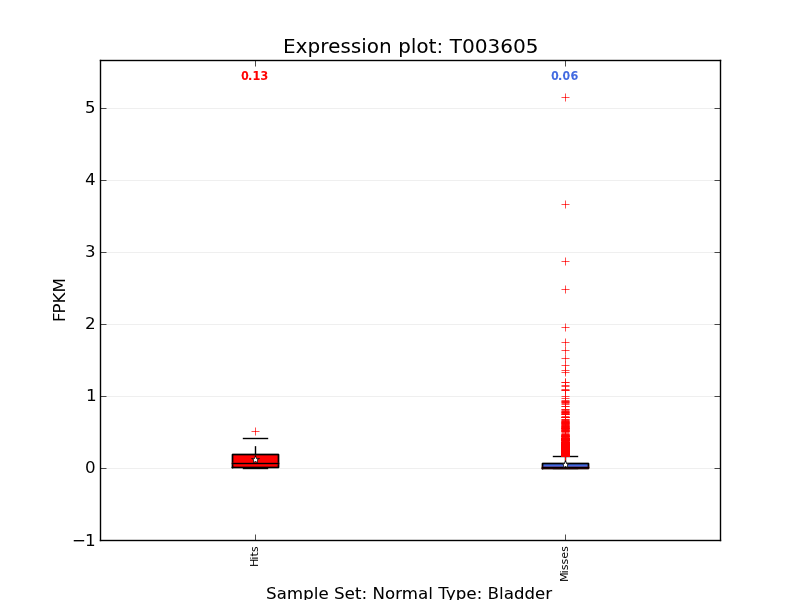 Expression plot: T003605
0.13
0.06
5
4
3
2
1
0
−1
FPKM
Hits
Misses
Sample Set: Normal Type: Bladder